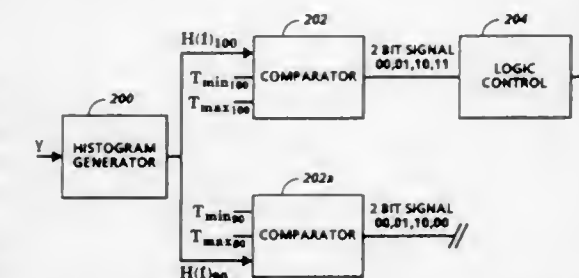 H(f)100
202
204
2 BIT SIGNAL
00,01,10,11
Tmin100
COMPARATOR
LOGIC
CONTROL
Tmax100
200
Y
HISTOGRAM
GENERATOR
202a
Tmin90
2 BIT SIGNAL
00,01,10,00
Tmax90
COMPARATOR
H(f)90